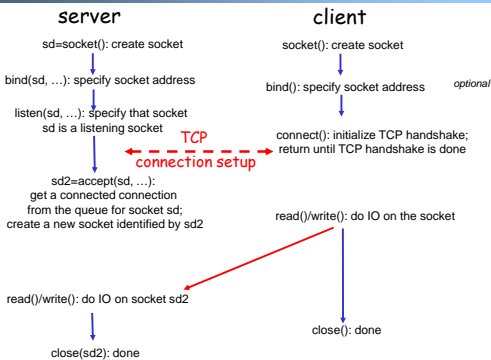 server
sd=socket(): create socket
bind(sd, …): specify socket address
listen(sd, …): specify that socket
sd is a listening socket
sd2=accept(sd, …):
get a connected connection
from the queue for socket sd;
create a new socket identified by sd2
read()/write(): do IO on socket sd2
close(sd2): done
TCP
connection setup
client
socket(): create socket
bind(): specify socket address
optional
connect(): initialize TCP handshake;
return until TCP handshake is done
read()/write(): do IO on the socket
close(): done